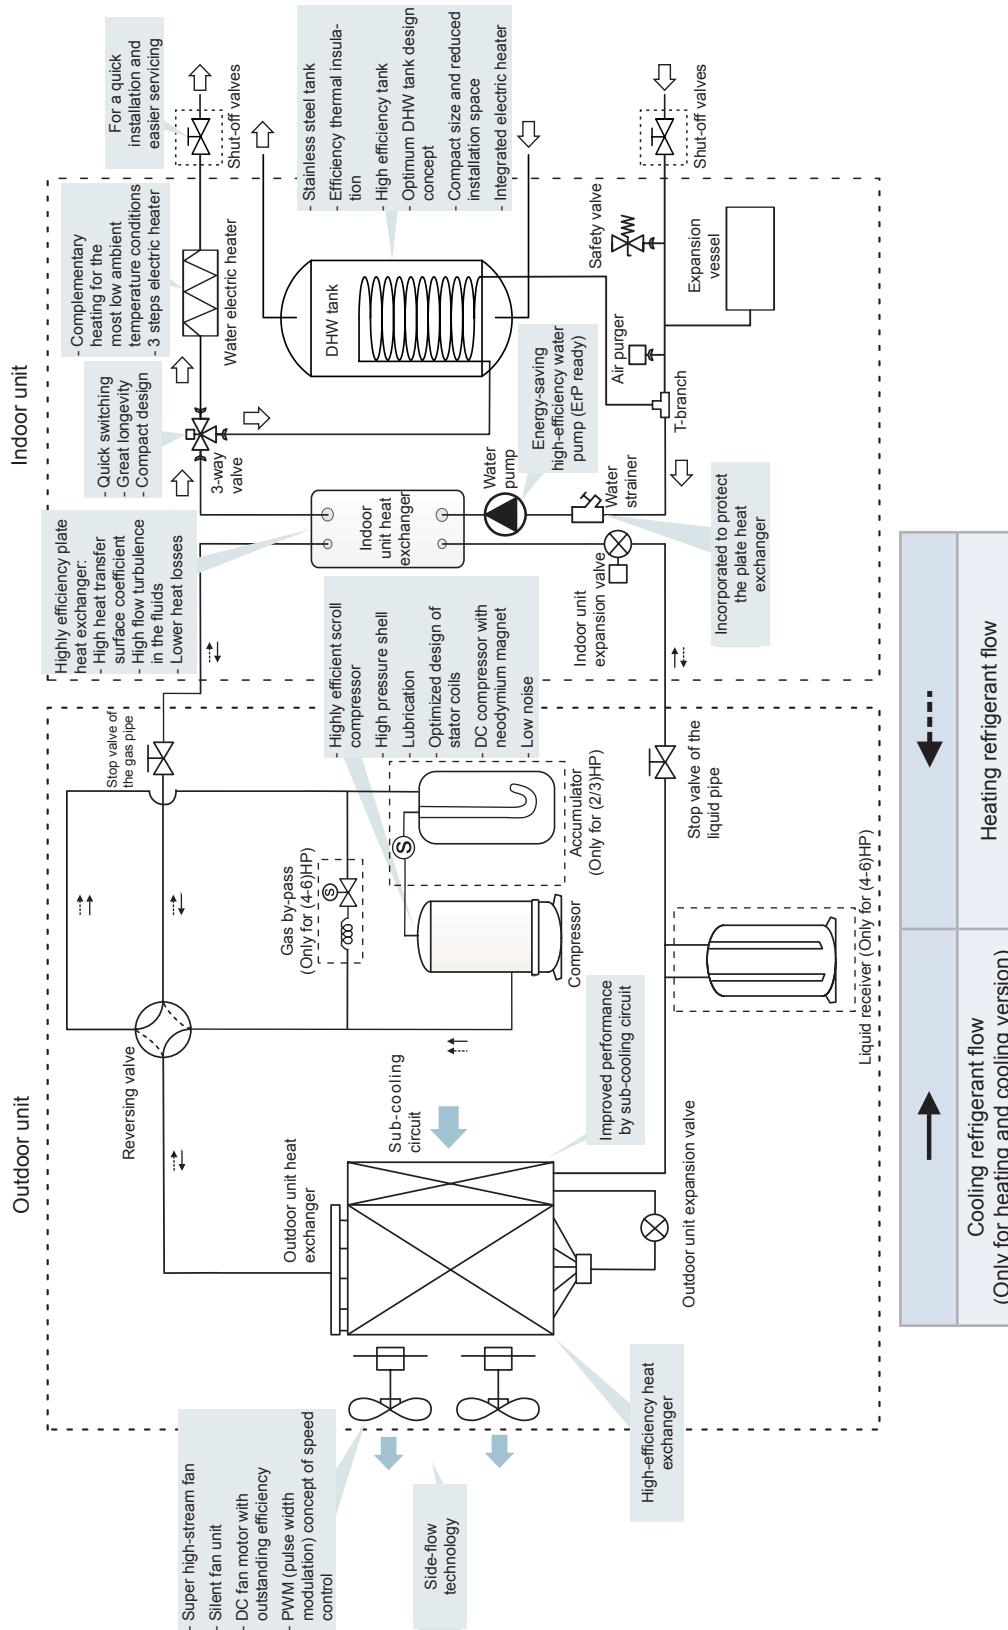 Outdoor unit
Indoor unit
- Super high-stream fan
- Silent fan unit
- DC fan motor with
outstanding efficiency
- PWM (pulse width
modulation) concept of speed
control
Side-flow
technology
High-efficiency heat
exchanger
Outdoor unit heat
exchanger
Sub-cooling
circuit
Improved performance
by sub-cooling circuit
Outdoor unit expansion valve
Reversing valve
Gas by-pass
(Only for (4-6)HP)
S
Compressor
S
Accumulator
(Only for (2/3)HP)
Liquid receiver (Only for (4-6)HP)
Stop valve of
the gas pipe
Stop valve of the
liquid pipe
- Highly efficient scroll
compressor
- High pressure shell
- Lubrication
- Optimized design of
stator coils
- DC compressor with
neodymium magnet
- Low noise
Highly efficiency plate
heat exchanger:
- High heat transfer
surface coefficient
- High flow turbulence
in the fluids
- Lower heat losses
Indoor
unit heat
exchanger
Indoor unit
expansion valve
Water
pump
Water
strainer
Incorporated to protect
the plate heat
exchanger
Energy-saving
high-efficiency water
pump (ErP ready)
- Quick switching
- Great longevity
- Compact design
3-way
valve
- Complementary
heating for the
most low ambient
temperature conditions
- 3 steps electric heater
Water electric heater
DHW tank
T-branch
Air purger
Safety valve
Expansion
vessel
For a quick
installation and
easier servicing
Shut-off valves
- Stainless steel tank
- Efficiency thermal insula-
tion
- High efficiency tank
- Optimum DHW tank design
concept
- Compact size and reduced
installation space
- Integrated electric heater
Shut-off valves
Cooling refrigerant flow
(Only for heating and cooling version)
Heating refrigerant flow